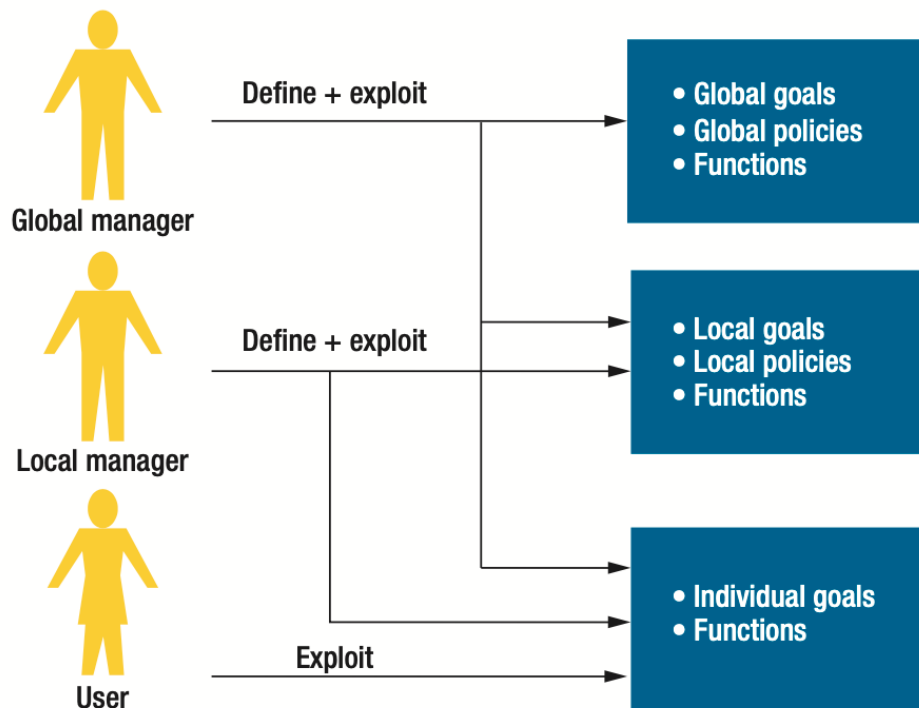 Define + exploit
• Global goals
• Global policies
• Functions
Global manager
Define + exploit
• Local goals
• Local policies
• Functions
Local manager
• Individual goals
• Functions
Exploit
User